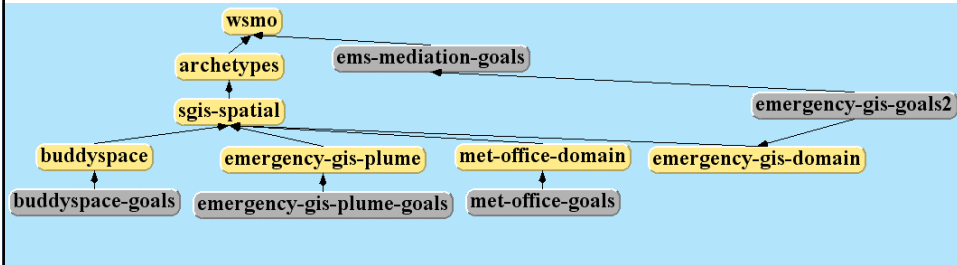 wsmo
ems-mediation-goals
archetypes
sgis-spatial
emergency-gis-goals2
buddyspace
emergency-gis-plume
met-office-domain
emergency-gis-domain
buddyspace-goals
emergency-gis-plume-goals
met-office-goals